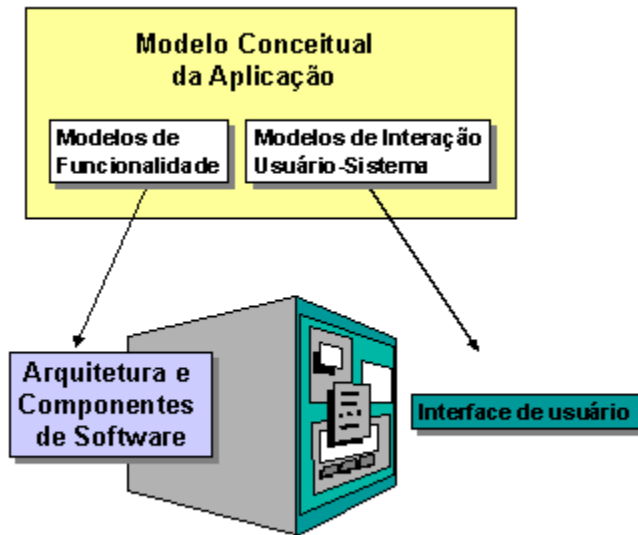 Modelo Conceitual
da Aplicação
Modelos de
Funcionalidade
Modelos de Interação
Usuário-Sistema
Arquitetura e
Componentes
de Software
Interface de usuário